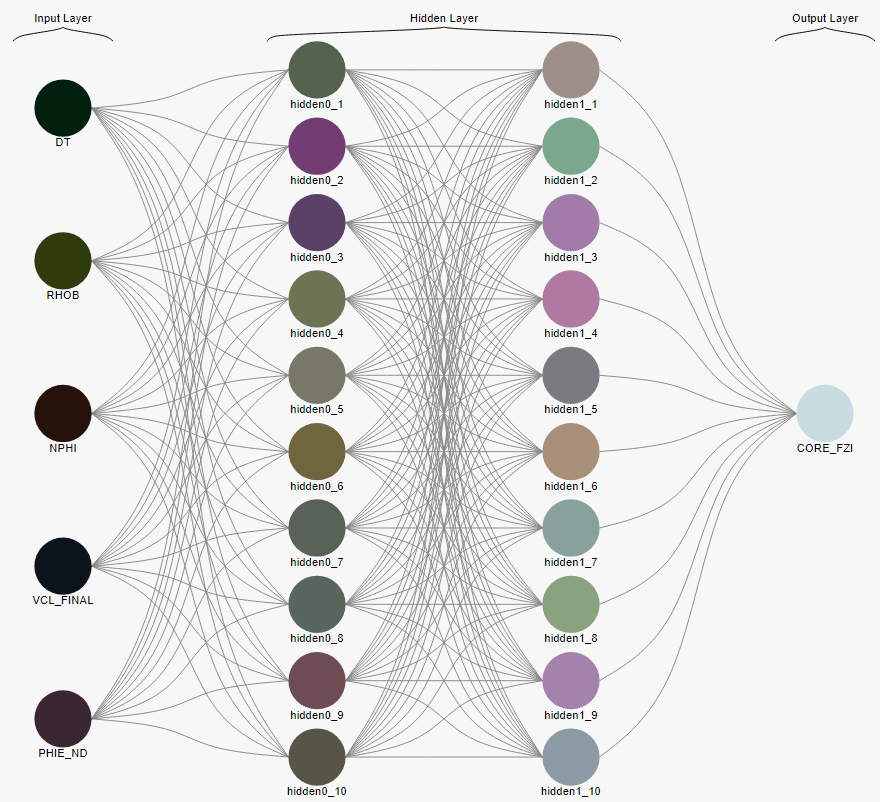 Input Layer
Hidden Layer
Output Layer
DT
RHOB
NPHI
VCL_FINAL
PHIE_ND
hidden0_1
hidden0_2
hidden0_3
hidden0_4
hidden0_5
hidden0_6
hidden0_7
hidden0_8
hidden0_9
hidden0_10
hidden1_1
hidden1_2
hidden1_3
hidden1_4
hidden1_5
hidden1_6
hidden1_7
hidden1_8
hidden1_9
hidden1_10
CORE_FZI